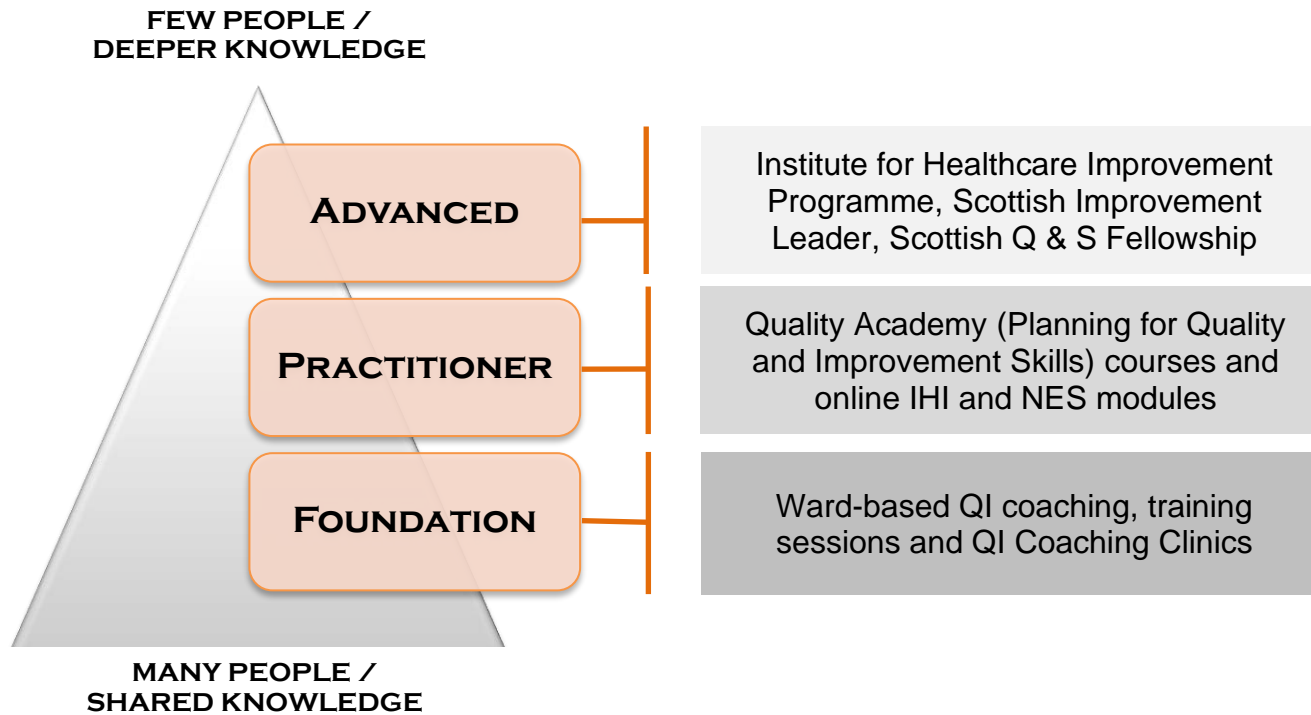 FEW PEOPLE /
DEEPER KNOWLEDGE
ADVANCED
Institute for Healthcare Improvement
Programme, Scottish Improvement
Leader, Scottish Q & S Fellowship
PRACTITIONER
Quality Academy (Planning for Quality
and Improvement Skills) courses and
online IHI and NES modules
FOUNDATION
Ward-based QI coaching, training
sessions and QI Coaching Clinics
MANY PEOPLE /
SHARED KNOWLEDGE